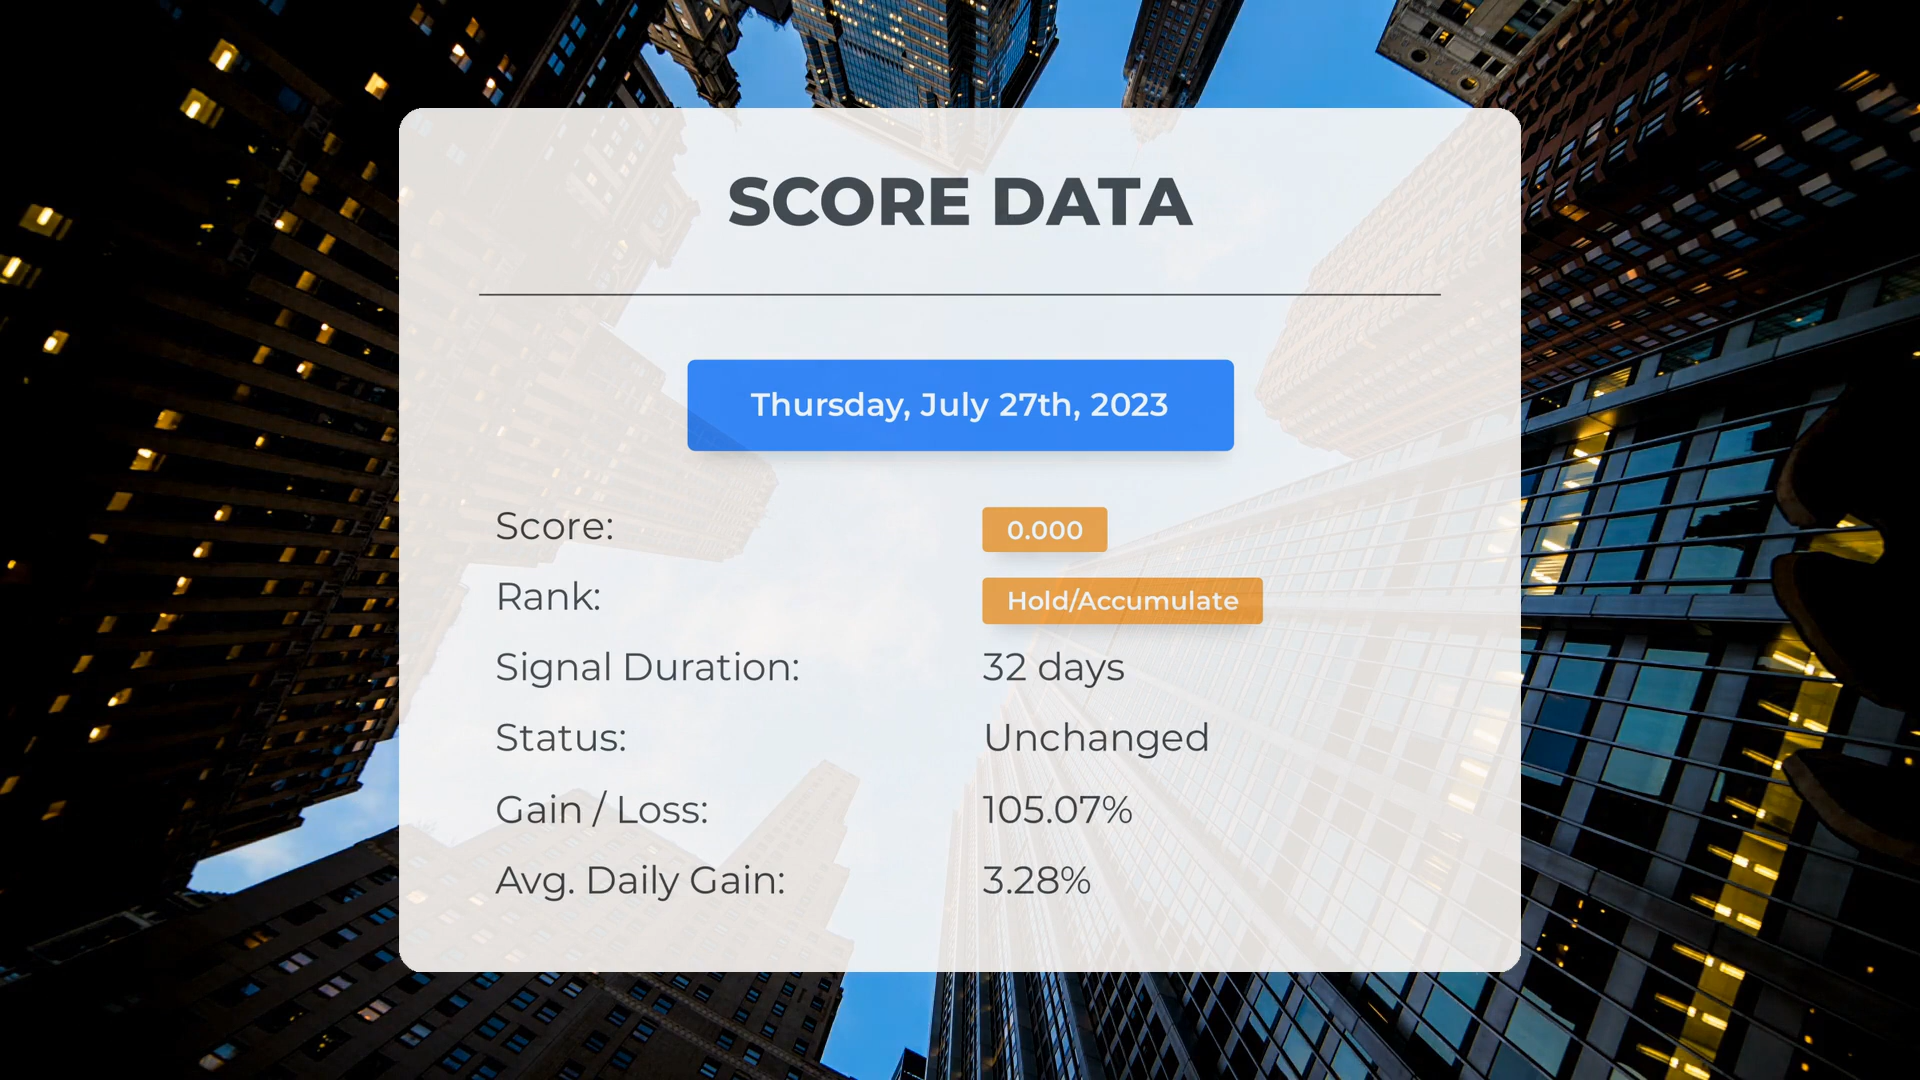 SCORE DATA
Thursday, July 27th, 2023
Score: 0.000
Rank: Hold/Accumulate
Signal Duration: 32 days
Status: Unchanged
Gain / Loss: 105.07%
Avg. Daily Gain: 3.28%